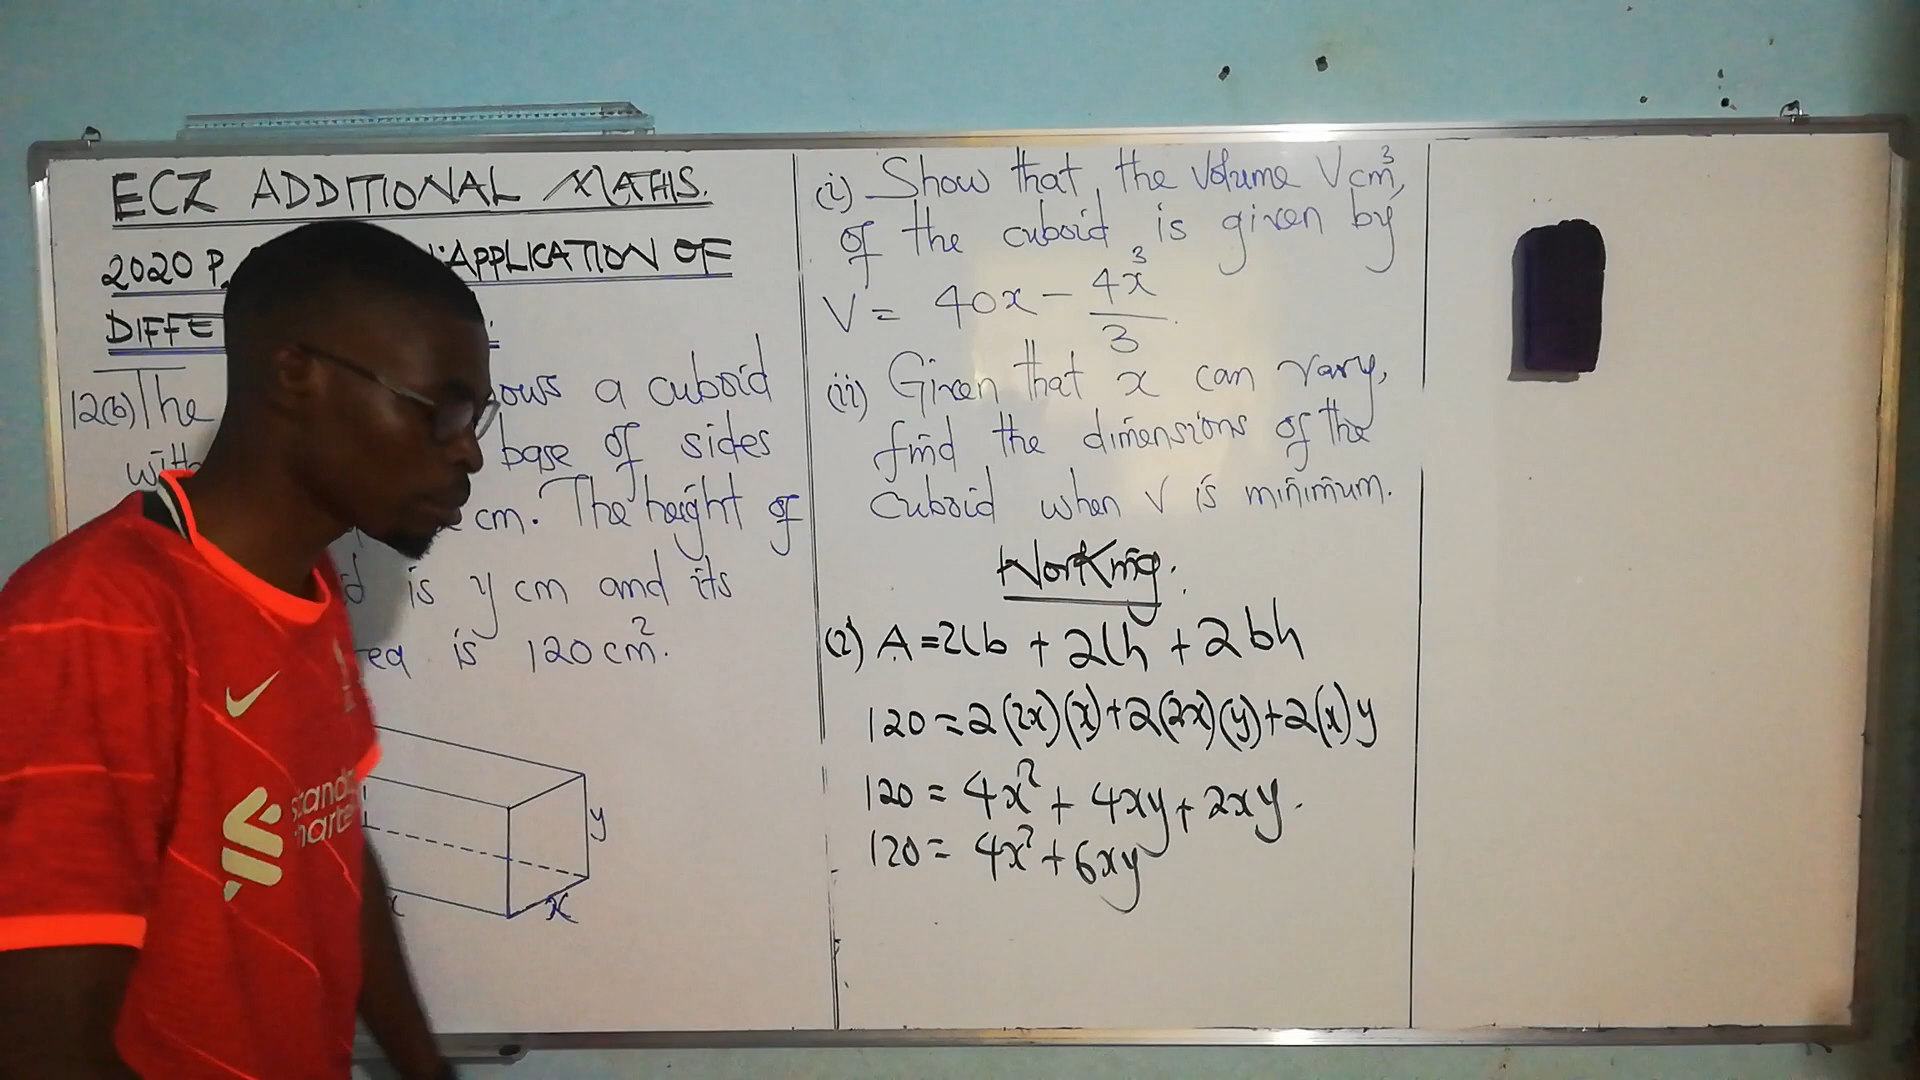 ECZ ADDITIONAL MATHS.
2020 P :APPLICATION OF
DIFFE :
12(b) The ows a cuboid
with base of sides
cm. The height of
d is y cm and its
ea is 120 cm².
y
x
(i) Show that, the volume V cm³,
of the cuboid is given by
V = 40x - 4x³/3.
(ii) Given that x can vary,
find the dimensions of the
cuboid when V is minimum.
Working:
(i) A = 2lb + 2lh + 2bh
120 = 2(2x)(x) + 2(2x)(y) + 2(x)y
120 = 4x² + 4xy + 2xy.
120 = 4x² + 6xy
standa
harte